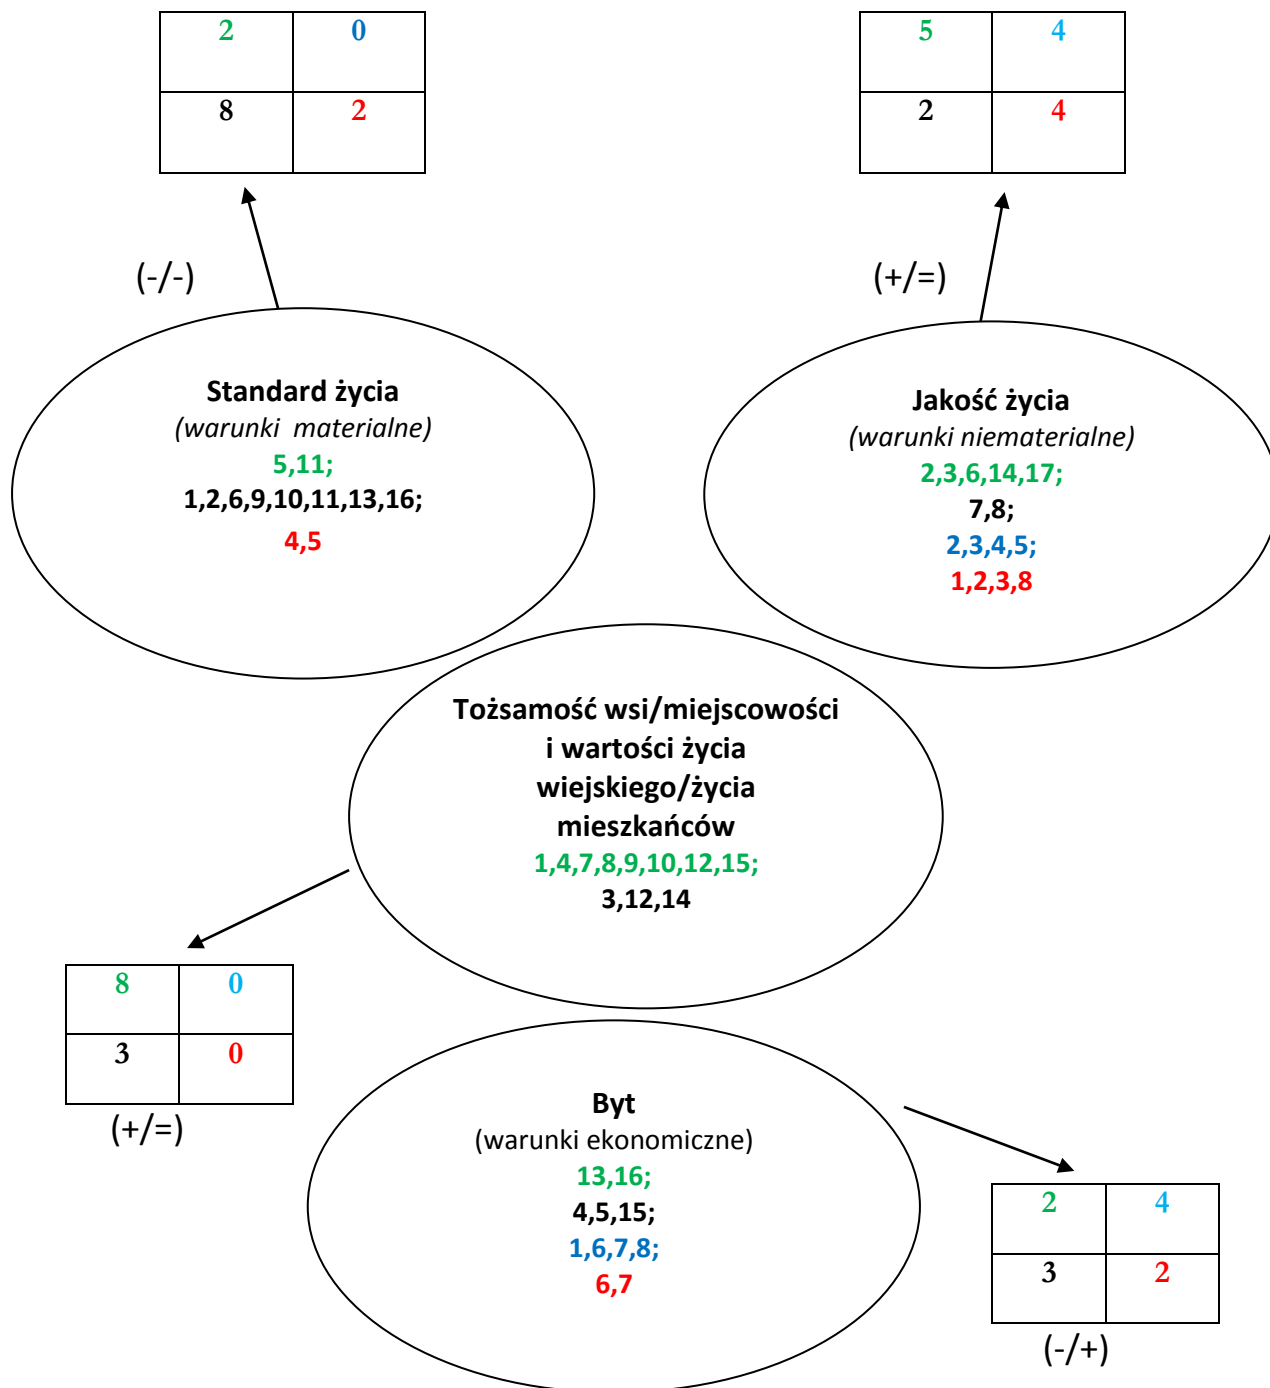 2 0
8 2
5 4
2 4
(-/-)
(+/=)
Standard życia
(warunki materialne)
5,11;
1,2,6,9,10,11,13,16;
4,5
Jakość życia
(warunki niematerialne)
2,3,6,14,17;
7,8;
2,3,4,5;
1,2,3,8
Tożsamość wsi/miejscowości
i wartości życia
wiejskiego/życia
mieszkańców
1,4,7,8,9,10,12,15;
3,12,14
8 0
3 0
(+/=)
Byt
(warunki ekonomiczne)
13,16;
4,5,15;
1,6,7,8;
6,7
2 4
3 2
(-/+)